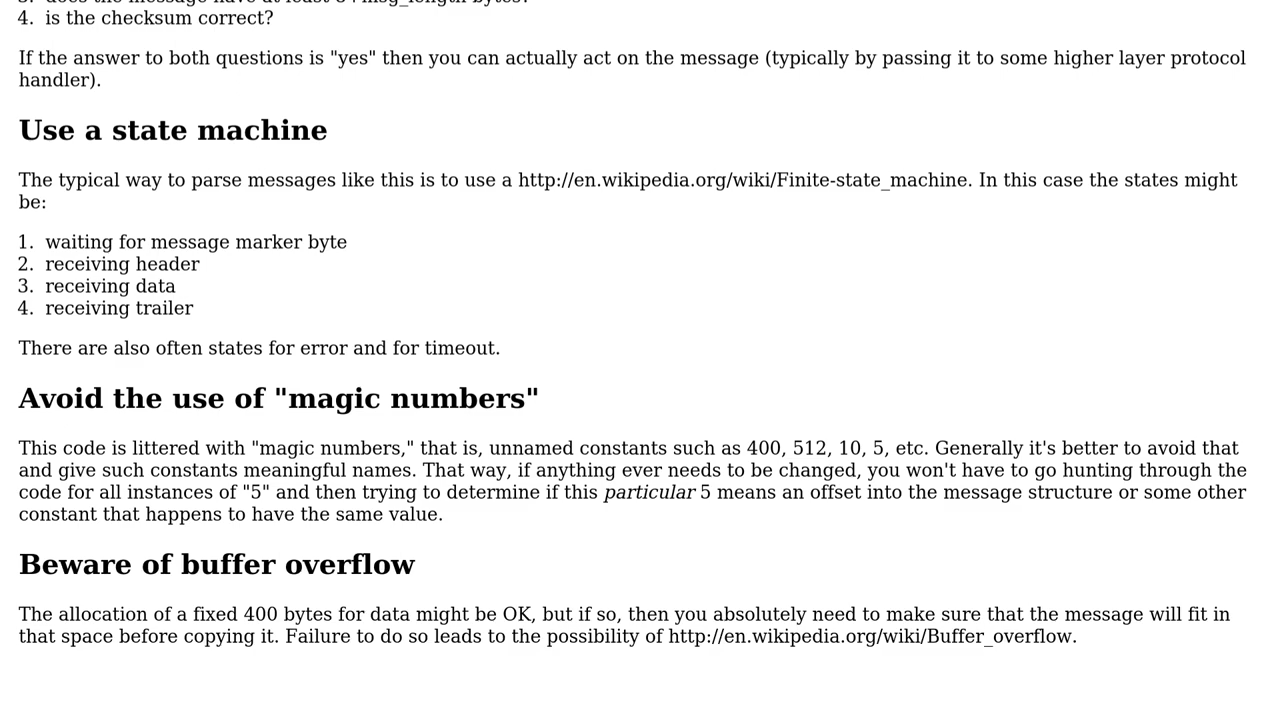 4. is the checksum correct?
If the answer to both questions is "yes" then you can actually act on the message (typically by passing it to some higher layer protocol
handler).
Use a state machine
The typical way to parse messages like this is to use a http://en.wikipedia.org/wiki/Finite-state_machine. In this case the states might
be:
1. waiting for message marker byte
2. receiving header
3. receiving data
4. receiving trailer
There are also often states for error and for timeout.
Avoid the use of "magic numbers"
This code is littered with "magic numbers," that is, unnamed constants such as 400, 512, 10, 5, etc. Generally it's better to avoid that
and give such constants meaningful names. That way, if anything ever needs to be changed, you won't have to go hunting through the
code for all instances of "5" and then trying to determine if this particular 5 means an offset into the message structure or some other
constant that happens to have the same value.
Beware of buffer overflow
The allocation of a fixed 400 bytes for data might be OK, but if so, then you absolutely need to make sure that the message will fit in
that space before copying it. Failure to do so leads to the possibility of http://en.wikipedia.org/wiki/Buffer_overflow.